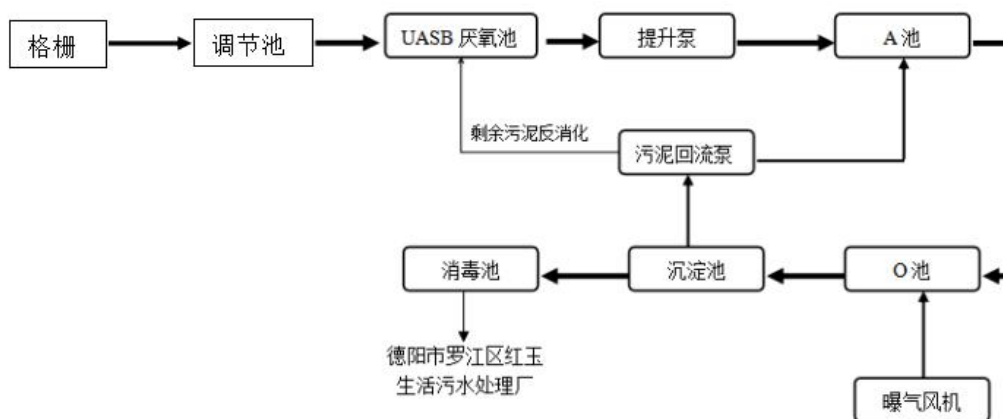 格栅
调节池
UASB 厌氧池
提升泵
A 池
剩余污泥反消化
污泥回流泵
消毒池
沉淀池
O 池
德阳市罗江区红玉
生活污水处理厂
曝气风机